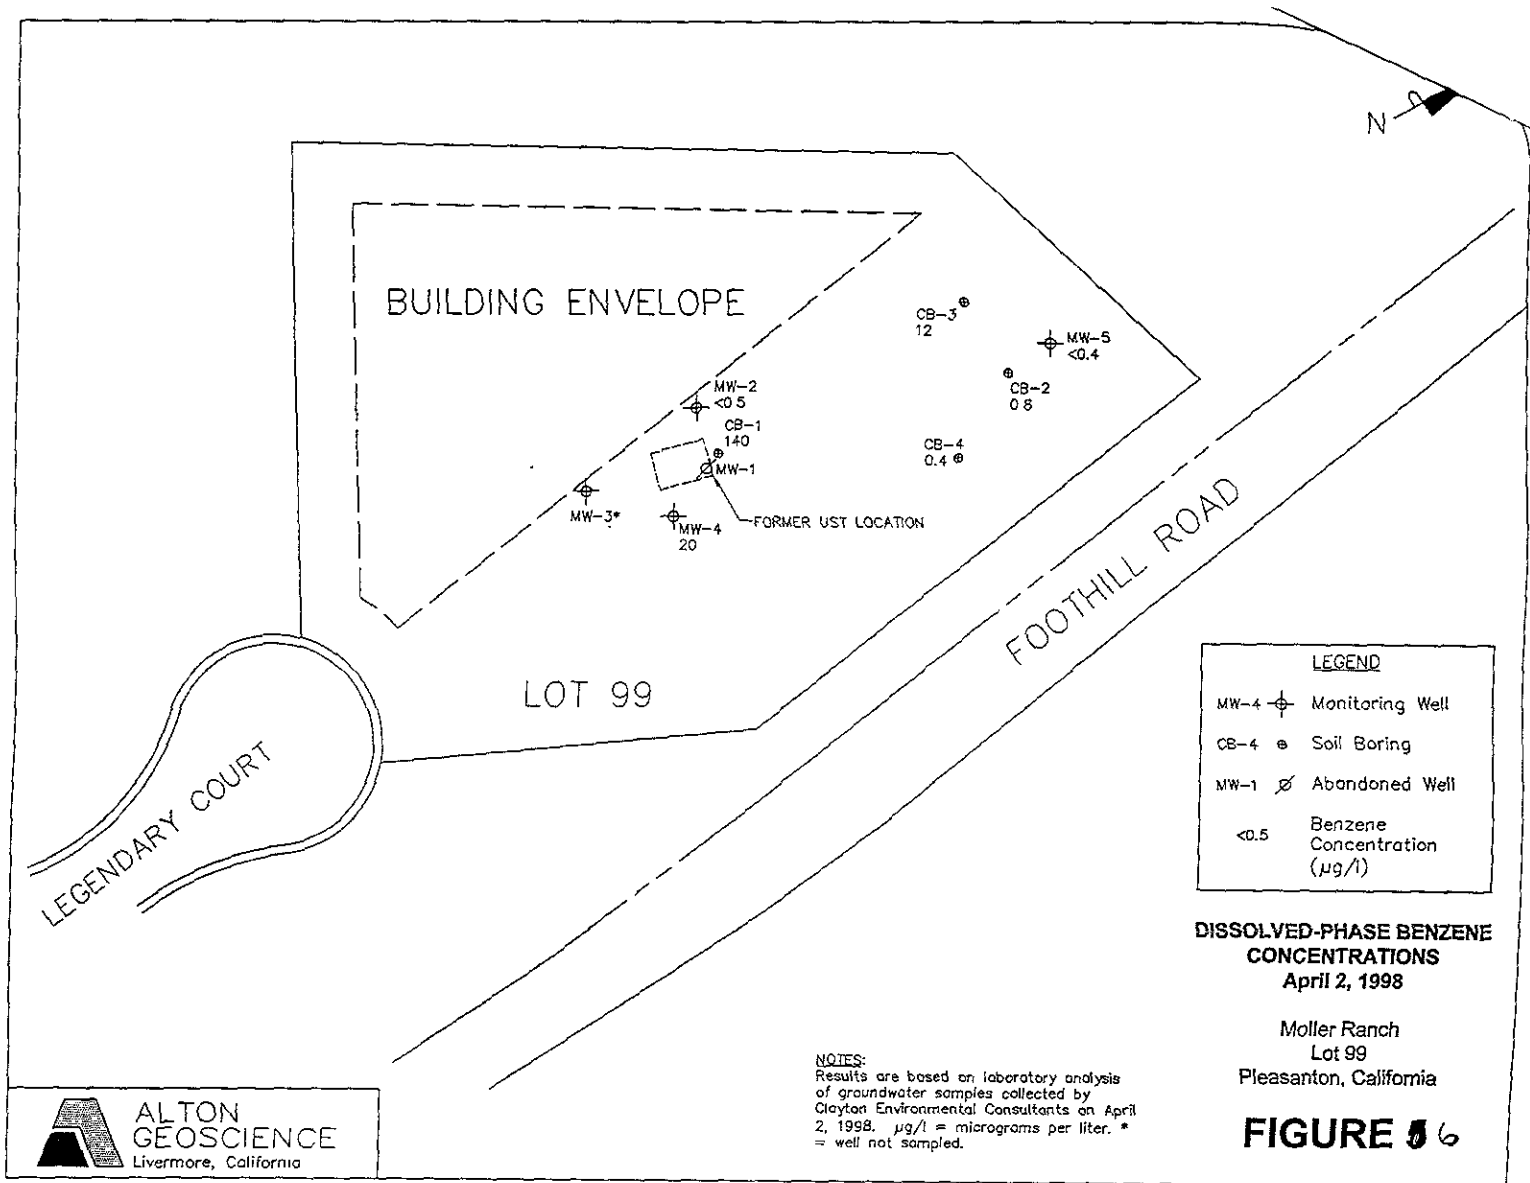 N
BUILDING ENVELOPE
CB-3
12
MW-5
<0.4
MW-2
<0.5
CB-2
0.8
CB-1
140
CB-4
0.4
MW-1
MW-3*
MW-4
20
FORMER UST LOCATION
FOOTHILL ROAD
LOT 99
LEGENDARY COURT
LEGEND
MW-4 Monitoring Well
CB-4 Soil Boring
MW-1 Abandoned Well
<0.5 Benzene
Concentration
(µg/l)
DISSOLVED-PHASE BENZENE
CONCENTRATIONS
April 2, 1998
Moller Ranch
Lot 99
Pleasanton, California
FIGURE 6
NOTES:
Results are based on laboratory analysis
of groundwater samples collected by
Clayton Environmental Consultants on April
2, 1998. µg/l = micrograms per liter. *
= well not sampled.
ALTON
GEOSCIENCE
Livermore, California